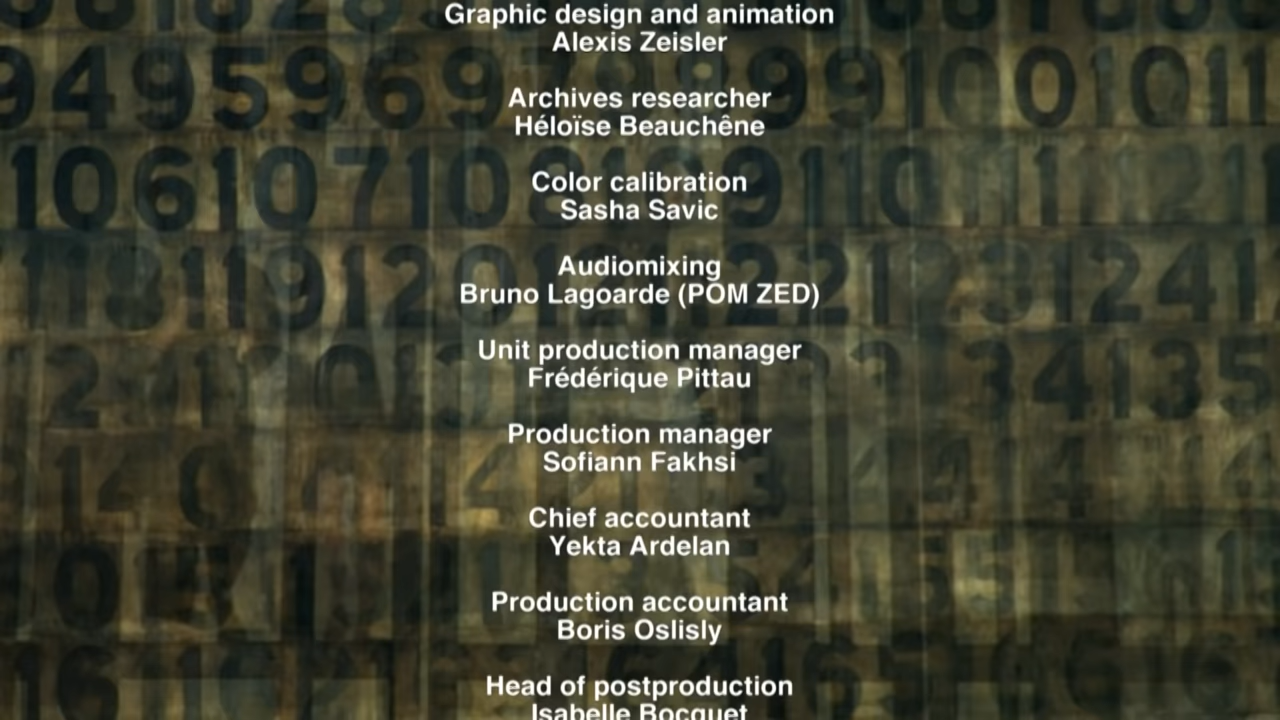 Graphic design and animation
Alexis Zeisler
Archives researcher
Héloïse Beauchêne
Color calibration
Sasha Savic
Audiomixing
Bruno Lagoarde (POM ZED)
Unit production manager
Frédérique Pittau
Production manager
Sofiann Fakhsi
Chief accountant
Yekta Ardelan
Production accountant
Boris Oslisly
Head of postproduction
Isabelle Bocquet